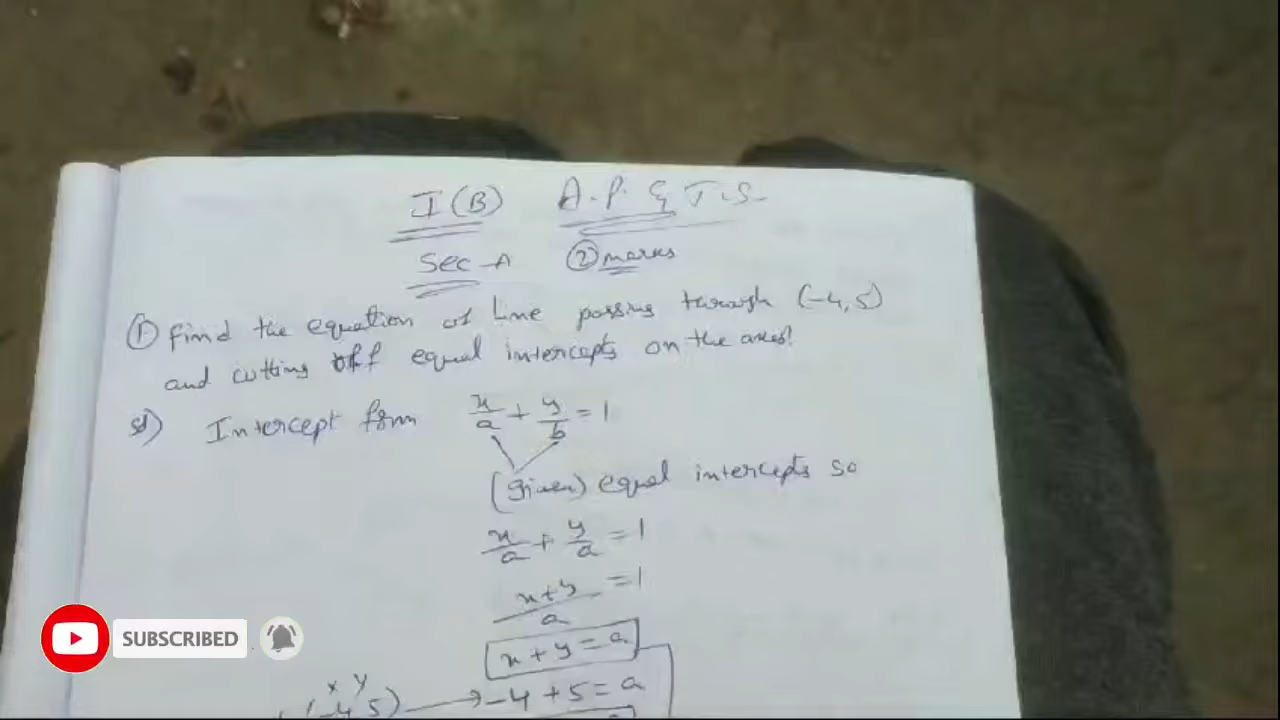 I(B) A.P & T.S
Sec-A ② marks
① Find the equation of Line passing through (-4,5)
and cutting off equal intercepts on the axes?
Sol) Intercept form x/a + y/b = 1
(given) equal intercepts so
x/a + y/a = 1
x+y/a = 1
x + y = a
x y
(-4 5) → -4 + 5 = a
SUBSCRIBED